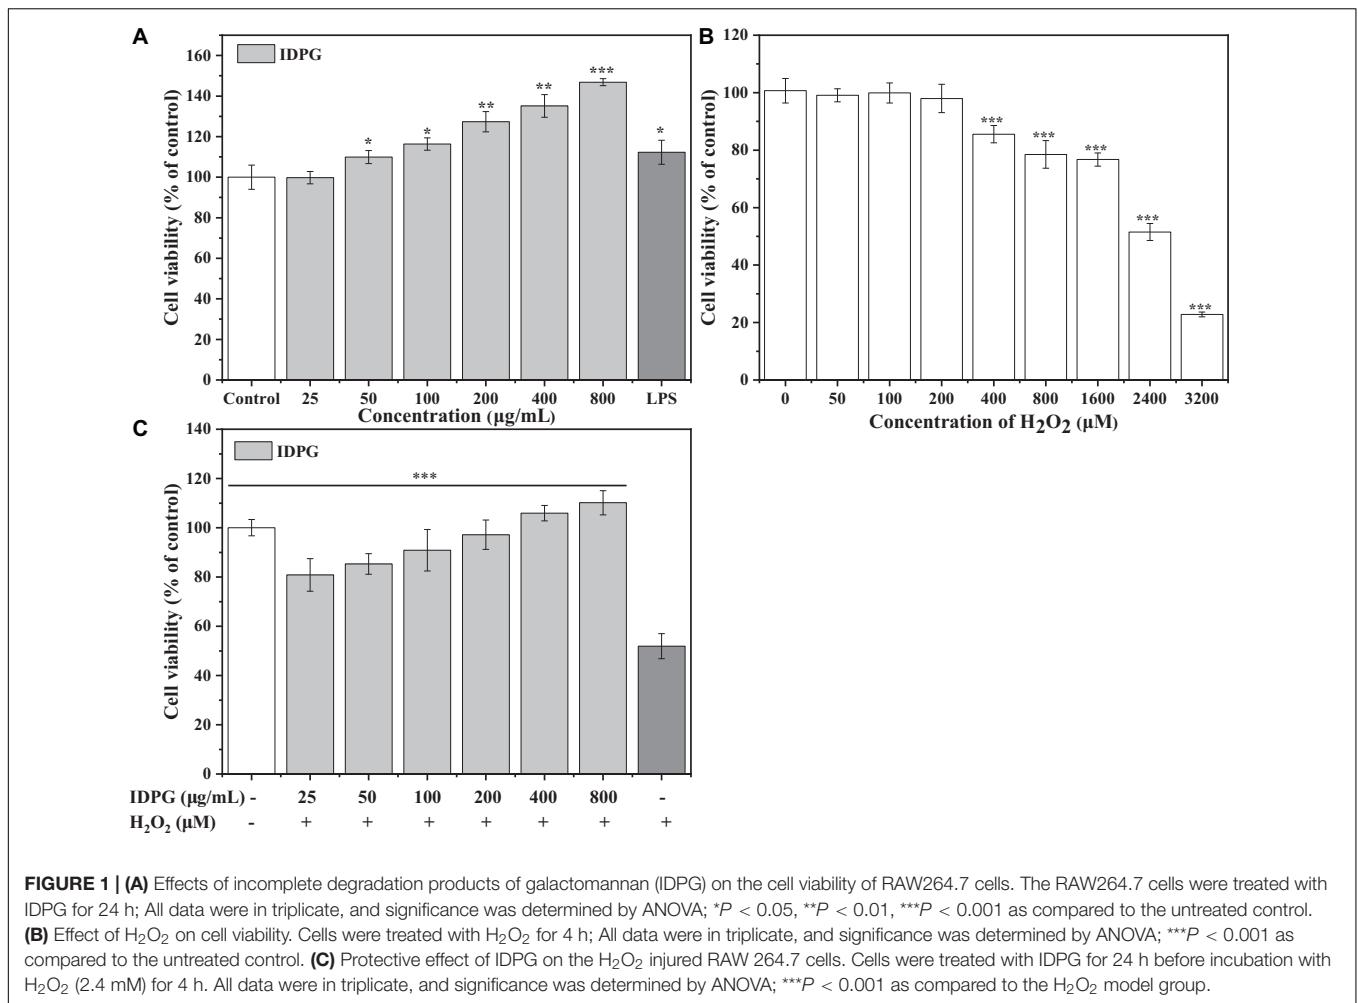 A
IDPG
Cell viability (% of control)
160
140
120
100
80
60
40
20
0
*
*
**
**
***
*
Control 25 50 100 200 400 800 LPS
Concentration (µg/mL)
B
Cell viability (% of control)
120
100
80
60
40
20
0
***
***
***
***
***
0 50 100 200 400 800 1600 2400 3200
Concentration of H₂O₂ (µM)
C
IDPG
Cell viability (% of control)
140
120
100
80
60
40
20
0
***
IDPG (µg/mL) - 25 50 100 200 400 800 -
H₂O₂ (µM) - + + + + + + +
FIGURE 1 | (A) Effects of incomplete degradation products of galactomannan (IDPG) on the cell viability of RAW264.7 cells. The RAW264.7 cells were treated with
IDPG for 24 h; All data were in triplicate, and significance was determined by ANOVA; *P < 0.05, **P < 0.01, ***P < 0.001 as compared to the untreated control.
(B) Effect of H₂O₂ on cell viability. Cells were treated with H₂O₂ for 4 h; All data were in triplicate, and significance was determined by ANOVA; ***P < 0.001 as
compared to the untreated control. (C) Protective effect of IDPG on the H₂O₂ injured RAW 264.7 cells. Cells were treated with IDPG for 24 h before incubation with
H₂O₂ (2.4 mM) for 4 h. All data were in triplicate, and significance was determined by ANOVA; ***P < 0.001 as compared to the H₂O₂ model group.